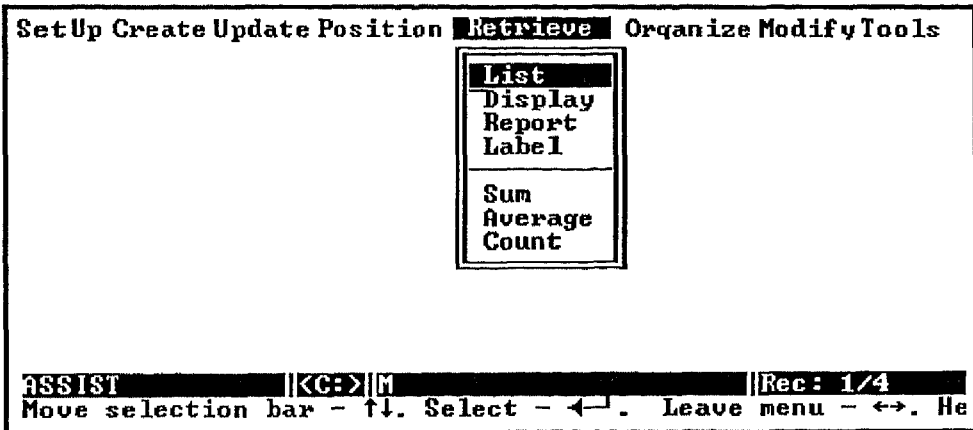 SetUp Create Update Position Retrieve Organize Modify Tools
List
Display
Report
Label
Sum
Average
Count
ASSIST <C:> M Rec: 1/4
Move selection bar - ↑↓. Select - ↵. Leave menu - ↔. He